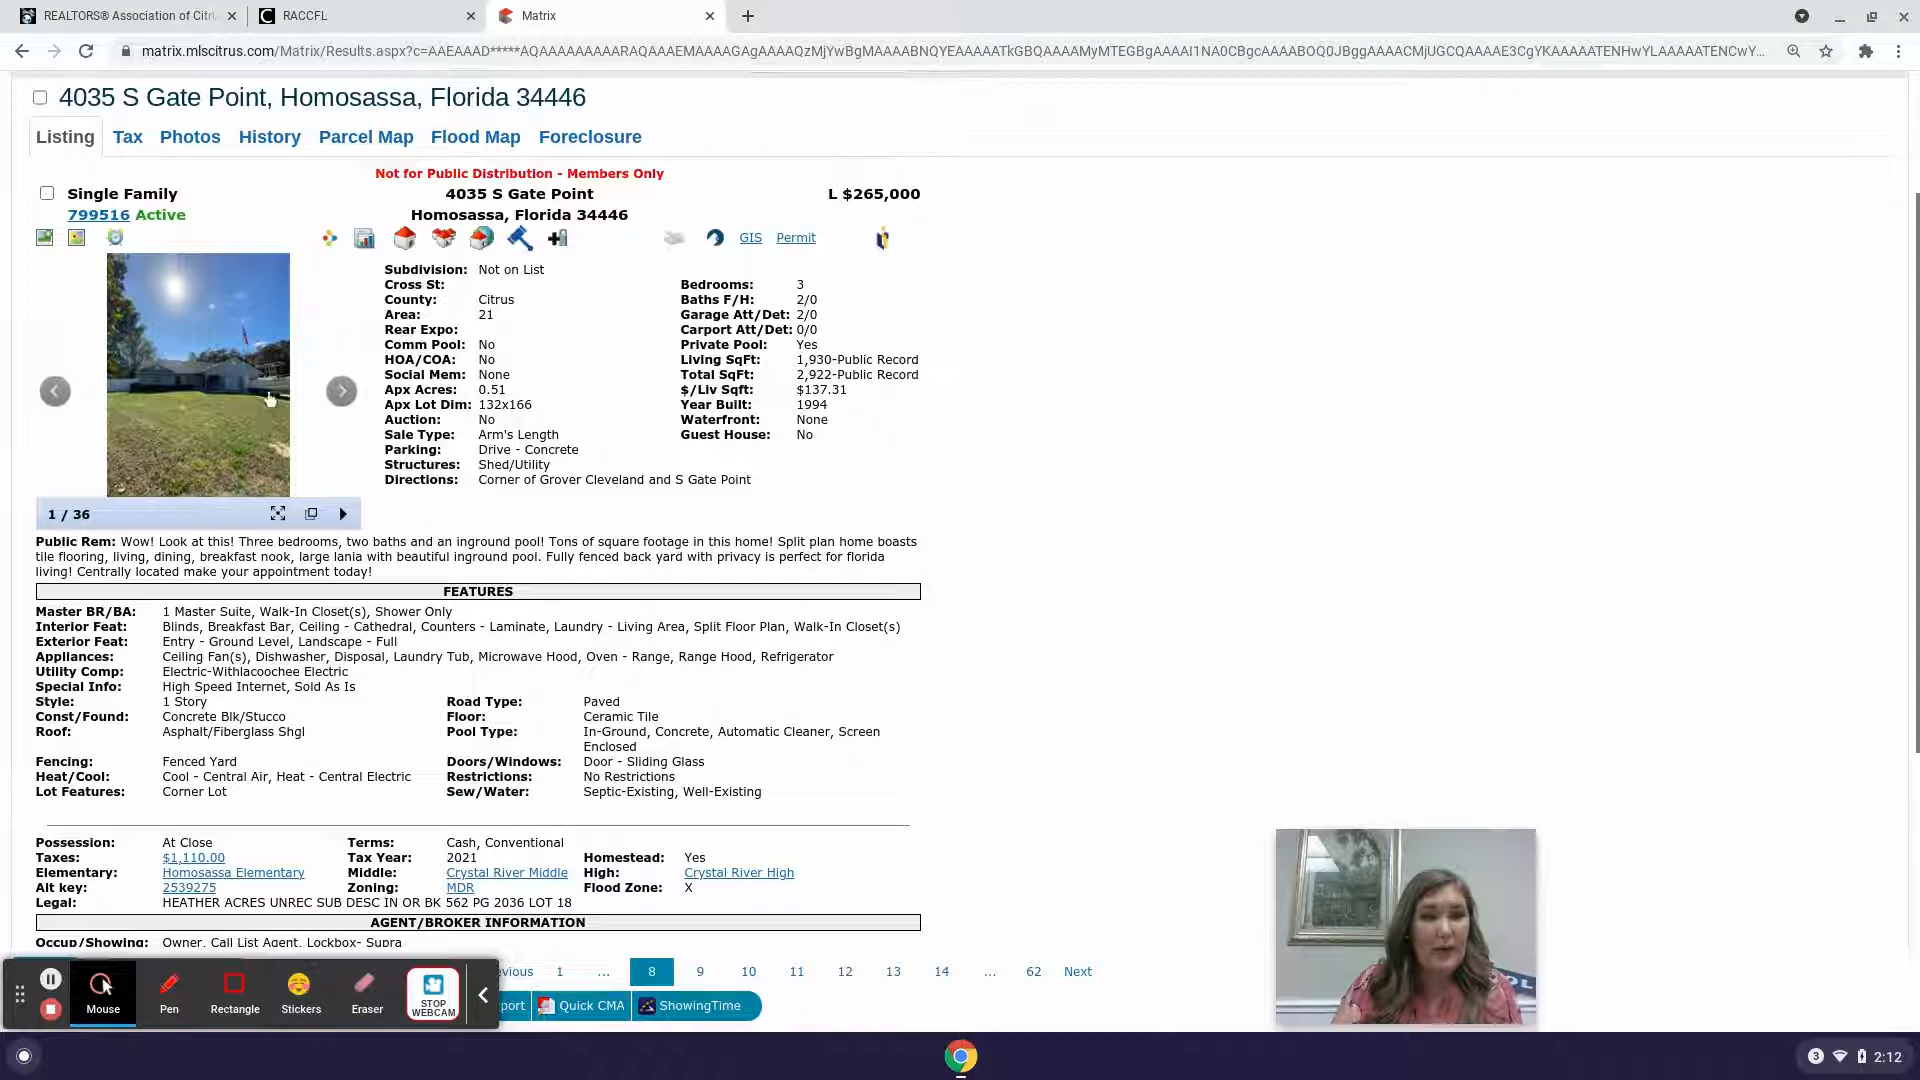 REALTORS® Association of Citru
RACCFL
Matrix
matrix.mlscitrus.com/Matrix/Results.aspx?c=AAEAAAD*****AQAAAAAAAAARAQAAAEMAAAAGAgAAAAQzMjYwBgMAAAABNQYEAAAAATkGBQAAAAMyMTEGBgAAAAI1NA0CBgcAAAABOQ0JBggAAAACMjUGCQAAAAE3CgYKAAAAATENHwYLAAAAATENCwY...
4035 S Gate Point, Homosassa, Florida 34446
Listing Tax Photos History Parcel Map Flood Map Foreclosure
Not for Public Distribution - Members Only
Single Family 4035 S Gate Point L $265,000
799516 Active Homosassa, Florida 34446
GIS Permit
Subdivision: Not on List
Cross St: Bedrooms: 3
County: Citrus Baths F/H: 2/0
Area: 21 Garage Att/Det: 2/0
Rear Expo: Carport Att/Det: 0/0
Comm Pool: No Private Pool: Yes
HOA/COA: No Living SqFt: 1,930-Public Record
Social Mem: None Total SqFt: 2,922-Public Record
Apx Acres: 0.51 $/Liv Sqft: $137.31
Apx Lot Dim: 132x166 Year Built: 1994
Auction: No Waterfront: None
Sale Type: Arm's Length Guest House: No
Parking: Drive - Concrete
Structures: Shed/Utility
Directions: Corner of Grover Cleveland and S Gate Point
1 / 36
Public Rem: Wow! Look at this! Three bedrooms, two baths and an inground pool! Tons of square footage in this home! Split plan home boasts
tile flooring, living, dining, breakfast nook, large lania with beautiful inground pool. Fully fenced back yard with privacy is perfect for florida
living! Centrally located make your appointment today!
FEATURES
Master BR/BA: 1 Master Suite, Walk-In Closet(s), Shower Only
Interior Feat: Blinds, Breakfast Bar, Ceiling - Cathedral, Counters - Laminate, Laundry - Living Area, Split Floor Plan, Walk-In Closet(s)
Exterior Feat: Entry - Ground Level, Landscape - Full
Appliances: Ceiling Fan(s), Dishwasher, Disposal, Laundry Tub, Microwave Hood, Oven - Range, Range Hood, Refrigerator
Utility Comp: Electric-Withlacoochee Electric
Special Info: High Speed Internet, Sold As Is
Style: 1 Story Road Type: Paved
Const/Found: Concrete Blk/Stucco Floor: Ceramic Tile
Roof: Asphalt/Fiberglass Shgl Pool Type: In-Ground, Concrete, Automatic Cleaner, Screen
Enclosed
Fencing: Fenced Yard Doors/Windows: Door - Sliding Glass
Heat/Cool: Cool - Central Air, Heat - Central Electric Restrictions: No Restrictions
Lot Features: Corner Lot Sew/Water: Septic-Existing, Well-Existing
Possession: At Close Terms: Cash, Conventional
Taxes: $1,110.00 Tax Year: 2021 Homestead: Yes
Elementary: Homosassa Elementary Middle: Crystal River Middle High: Crystal River High
Alt key: 2539275 Zoning: MDR Flood Zone: X
Legal: HEATHER ACRES UNREC SUB DESC IN OR BK 562 PG 2036 LOT 18
AGENT/BROKER INFORMATION
Occup/Showing: Owner, Call List Agent, Lockbox- Supra
evious 1 ... 8 9 10 11 12 13 14 ... 62 Next
port Quick CMA ShowingTime
Mouse Pen Rectangle Stickers Eraser STOP
WEBCAM
3 2:12